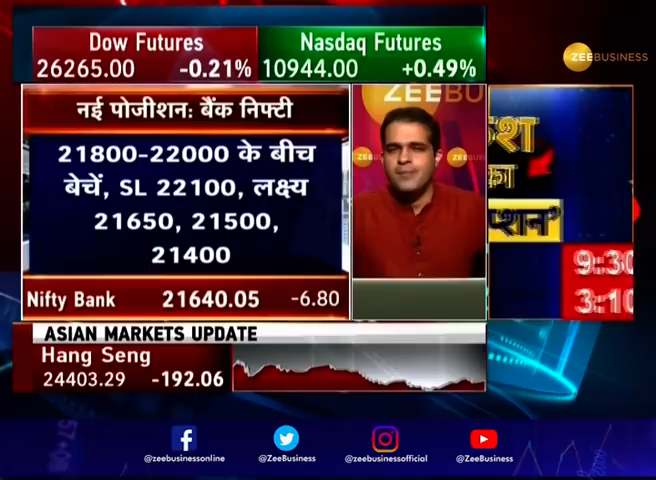 Dow Futures
26265.00 -0.21%
Nasdaq Futures
10944.00 +0.49%
ZEEBUSINESS
नई पोजीशन: बैंक निफ्टी
21800-22000 के बीच
बेचें, SL 22100, लक्ष्य
21650, 21500,
21400
Nifty Bank 21640.05 -6.80
ZEEBU
का
9:30
3:10
ASIAN MARKETS UPDATE
Hang Seng
24403.29 -192.06
@zeebusinessonline
@ZeeBusiness
@zeebusinessofficial
@ZeeBusiness